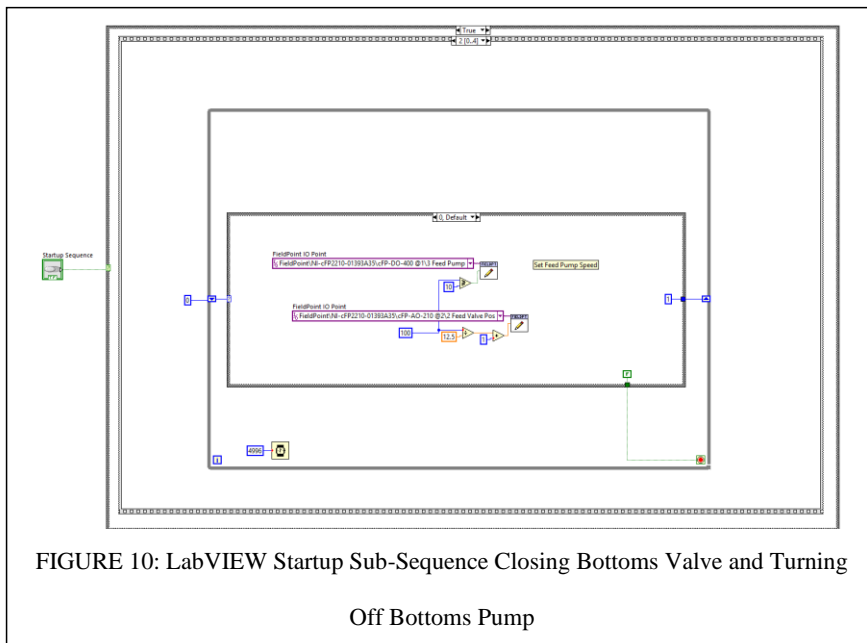 True
2 [0..4]
Startup Sequence
0, Default
FieldPoint IO Point
FieldPoint\NI-cFP2210-01393A35\cFP-DO-400 @1\3 Feed Pump
Set Feed Pump Speed
10
0
1
FieldPoint IO Point
FieldPoint\NI-cFP2210-01393A35\cFP-AO-210 @2\2 Feed Valve Pos
100
12.5
1
F
4996
i
FIGURE 10: LabVIEW Startup Sub-Sequence Closing Bottoms Valve and Turning
Off Bottoms Pump